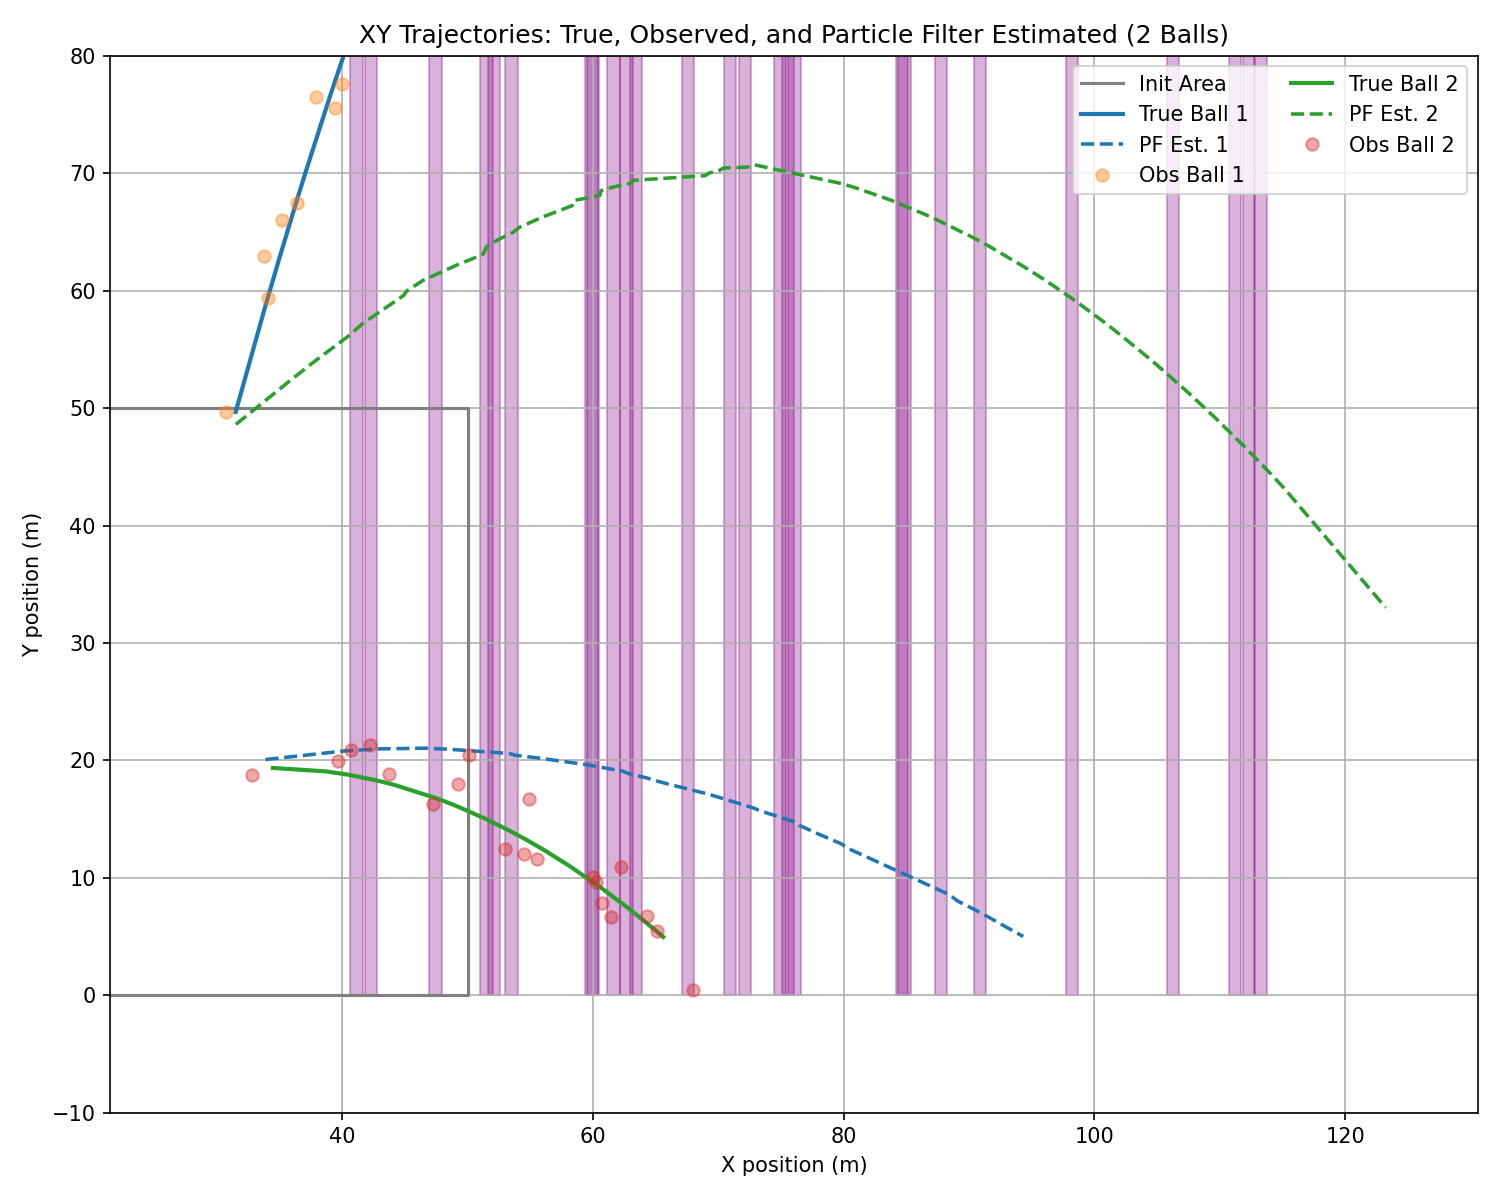 XY Trajectories: True, Observed, and Particle Filter Estimated (2 Balls)
Init Area
True Ball 1
PF Est. 1
Obs Ball 1
True Ball 2
PF Est. 2
Obs Ball 2
80
70
60
50
40
30
20
10
0
−10
Y position (m)
40 60 80 100 120
X position (m)